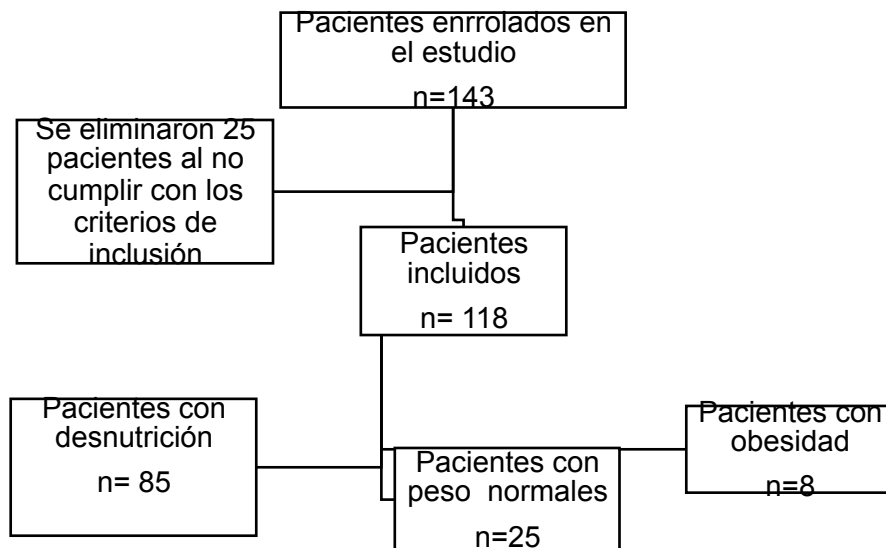 Pacientes enrrolados en
el estudio
n=143
Se eliminaron 25
pacientes al no
cumplir con los
criterios de
inclusión
Pacientes
incluidos
n= 118
Pacientes con
desnutrición
n= 85
Pacientes con
peso  normales
n=25
Pacientes con
obesidad
n=8